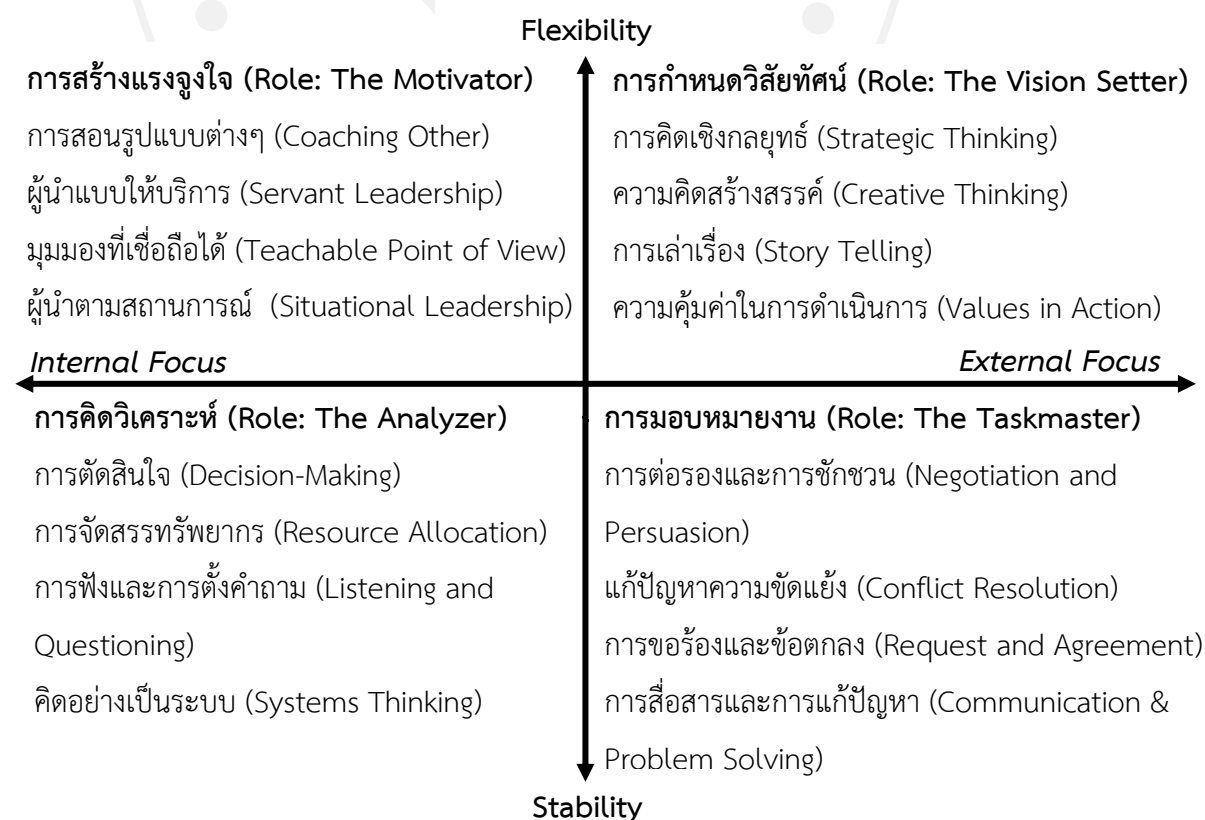 Flexibility
การสร้างแรงจูงใจ (Role: The Motivator)
การสอนรูปแบบต่างๆ (Coaching Other)
ผู้นำแบบให้บริการ (Servant Leadership)
มุมมองที่เชื่อถือได้ (Teachable Point of View)
ผู้นำตามสถานการณ์ (Situational Leadership)
การกำหนดวิสัยทัศน์ (Role: The Vision Setter)
การคิดเชิงกลยุทธ์ (Strategic Thinking)
ความคิดสร้างสรรค์ (Creative Thinking)
การเล่าเรื่อง (Story Telling)
ความคุ้มค่าในการดำเนินการ (Values in Action)
Internal Focus
External Focus
การคิดวิเคราะห์ (Role: The Analyzer)
การตัดสินใจ (Decision-Making)
การจัดสรรทรัพยากร (Resource Allocation)
การฟังและการตั้งคำถาม (Listening and
Questioning)
คิดอย่างเป็นระบบ (Systems Thinking)
การมอบหมายงาน (Role: The Taskmaster)
การต่อรองและการชักชวน (Negotiation and
Persuasion)
แก้ปัญหาความขัดแย้ง (Conflict Resolution)
การขอร้องและข้อตกลง (Request and Agreement)
การสื่อสารและการแก้ปัญหา (Communication &
Problem Solving)
Stability